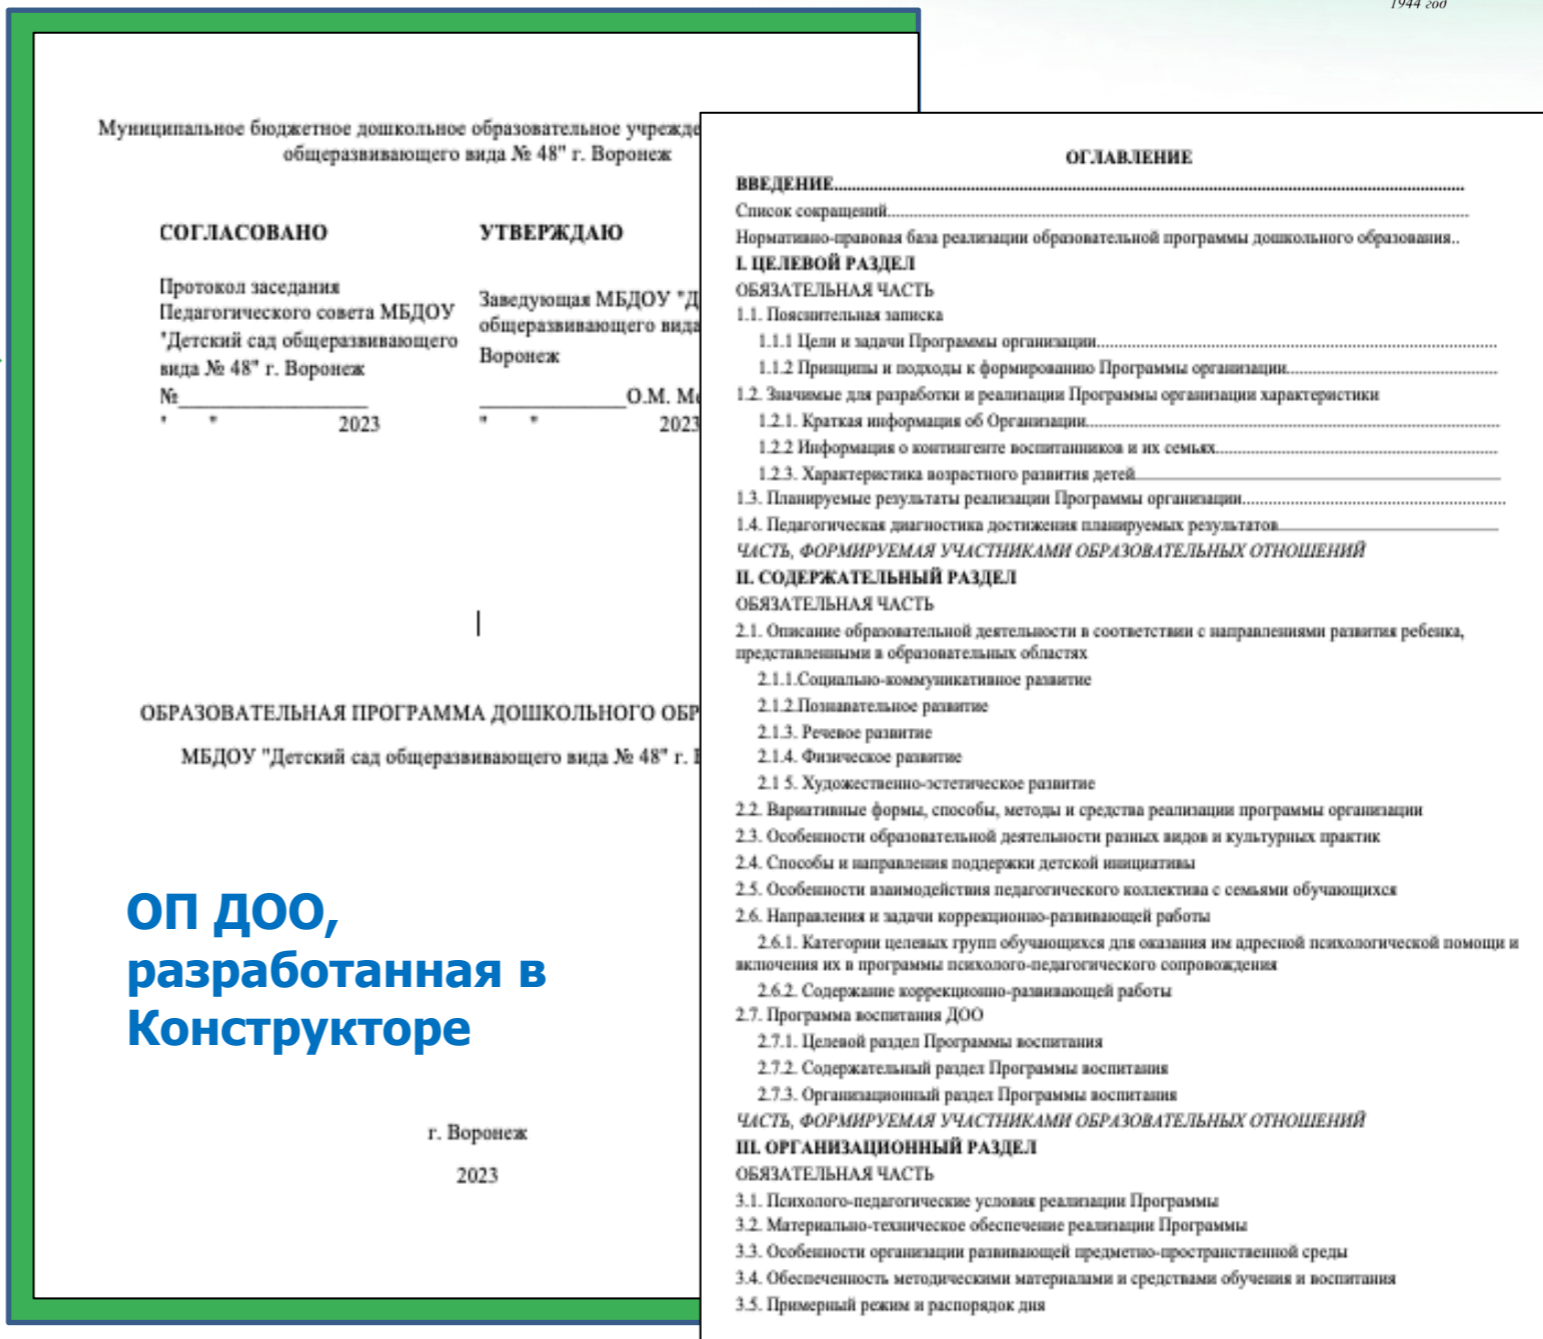 1944 год
Муниципальное бюджетное дошкольное образовательное
общеразвивающего вида № 48" г. Воронеж
СОГЛАСОВАНО
Протокол заседания
Педагогического совета МБДОУ
"Детский сад общеразвивающего
вида № 48" г. Воронеж
№__________________
" " 2023
УТВЕРЖДАЮ
Заведующая МБДОУ
общеразвивающего вида
Воронеж
______________О.М.
" " 2023
ОБРАЗОВАТЕЛЬНАЯ ПРОГРАММА ДОШКОЛЬНОГО
МБДОУ "Детский сад общеразвивающего вида № 48" г.
ОП ДОО,
разработанная в
Конструкторе
г. Воронеж
2023
ОГЛАВЛЕНИЕ
ВВЕДЕНИЕ
Список сокращений
Нормативно-правовая база реализации образовательной программы дошкольного образования..
I. ЦЕЛЕВОЙ РАЗДЕЛ
ОБЯЗАТЕЛЬНАЯ ЧАСТЬ
1.1. Пояснительная записка
1.1.1 Цели и задачи Программы организации
1.1.2 Принципы и подходы к формированию Программы организации
1.2. Значимые для разработки и реализации Программы организации характеристики
1.2.1. Краткая информация об Организации
1.2.2 Информация о контингенте воспитанников и их семьях
1.2.3. Характеристика возрастного развития детей
1.3. Планируемые результаты реализации Программы организации
1.4. Педагогическая диагностика достижения планируемых результатов
ЧАСТЬ, ФОРМИРУЕМАЯ УЧАСТНИКАМИ ОБРАЗОВАТЕЛЬНЫХ ОТНОШЕНИЙ
II. СОДЕРЖАТЕЛЬНЫЙ РАЗДЕЛ
ОБЯЗАТЕЛЬНАЯ ЧАСТЬ
2.1. Описание образовательной деятельности в соответствии с направлениями развития ребенка,
представленными в образовательных областях
2.1.1.Социально-коммуникативное развитие
2.1.2.Познавательное развитие
2.1.3. Речевое развитие
2.1.4. Физическое развитие
2.1 5. Художественно-эстетическое развитие
2.2. Вариативные формы, способы, методы и средства реализации программы организации
2.3. Особенности образовательной деятельности разных видов и культурных практик
2.4. Способы и направления поддержки детской инициативы
2.5. Особенности взаимодействия педагогического коллектива с семьями обучающихся
2.6. Направления и задачи коррекционно-развивающей работы
2.6.1. Категории целевых групп обучающихся для оказания им адресной психологической помощи и
включения их в программы психолого-педагогического сопровождения
2.6.2. Содержание коррекционно-развивающей работы
2.7. Программа воспитания ДОО
2.7.1. Целевой раздел Программы воспитания
2.7.2. Содержательный раздел Программы воспитания
2.7.3. Организационный раздел Программы воспитания
ЧАСТЬ, ФОРМИРУЕМАЯ УЧАСТНИКАМИ ОБРАЗОВАТЕЛЬНЫХ ОТНОШЕНИЙ
III. ОРГАНИЗАЦИОННЫЙ РАЗДЕЛ
ОБЯЗАТЕЛЬНАЯ ЧАСТЬ
3.1. Психолого-педагогические условия реализации Программы
3.2. Материально-техническое обеспечение реализации Программы
3.3. Особенности организации развивающей предметно-пространственной среды
3.4. Обеспеченность методическими материалами и средствами обучения и воспитания
3.5. Примерный режим и распорядок дня